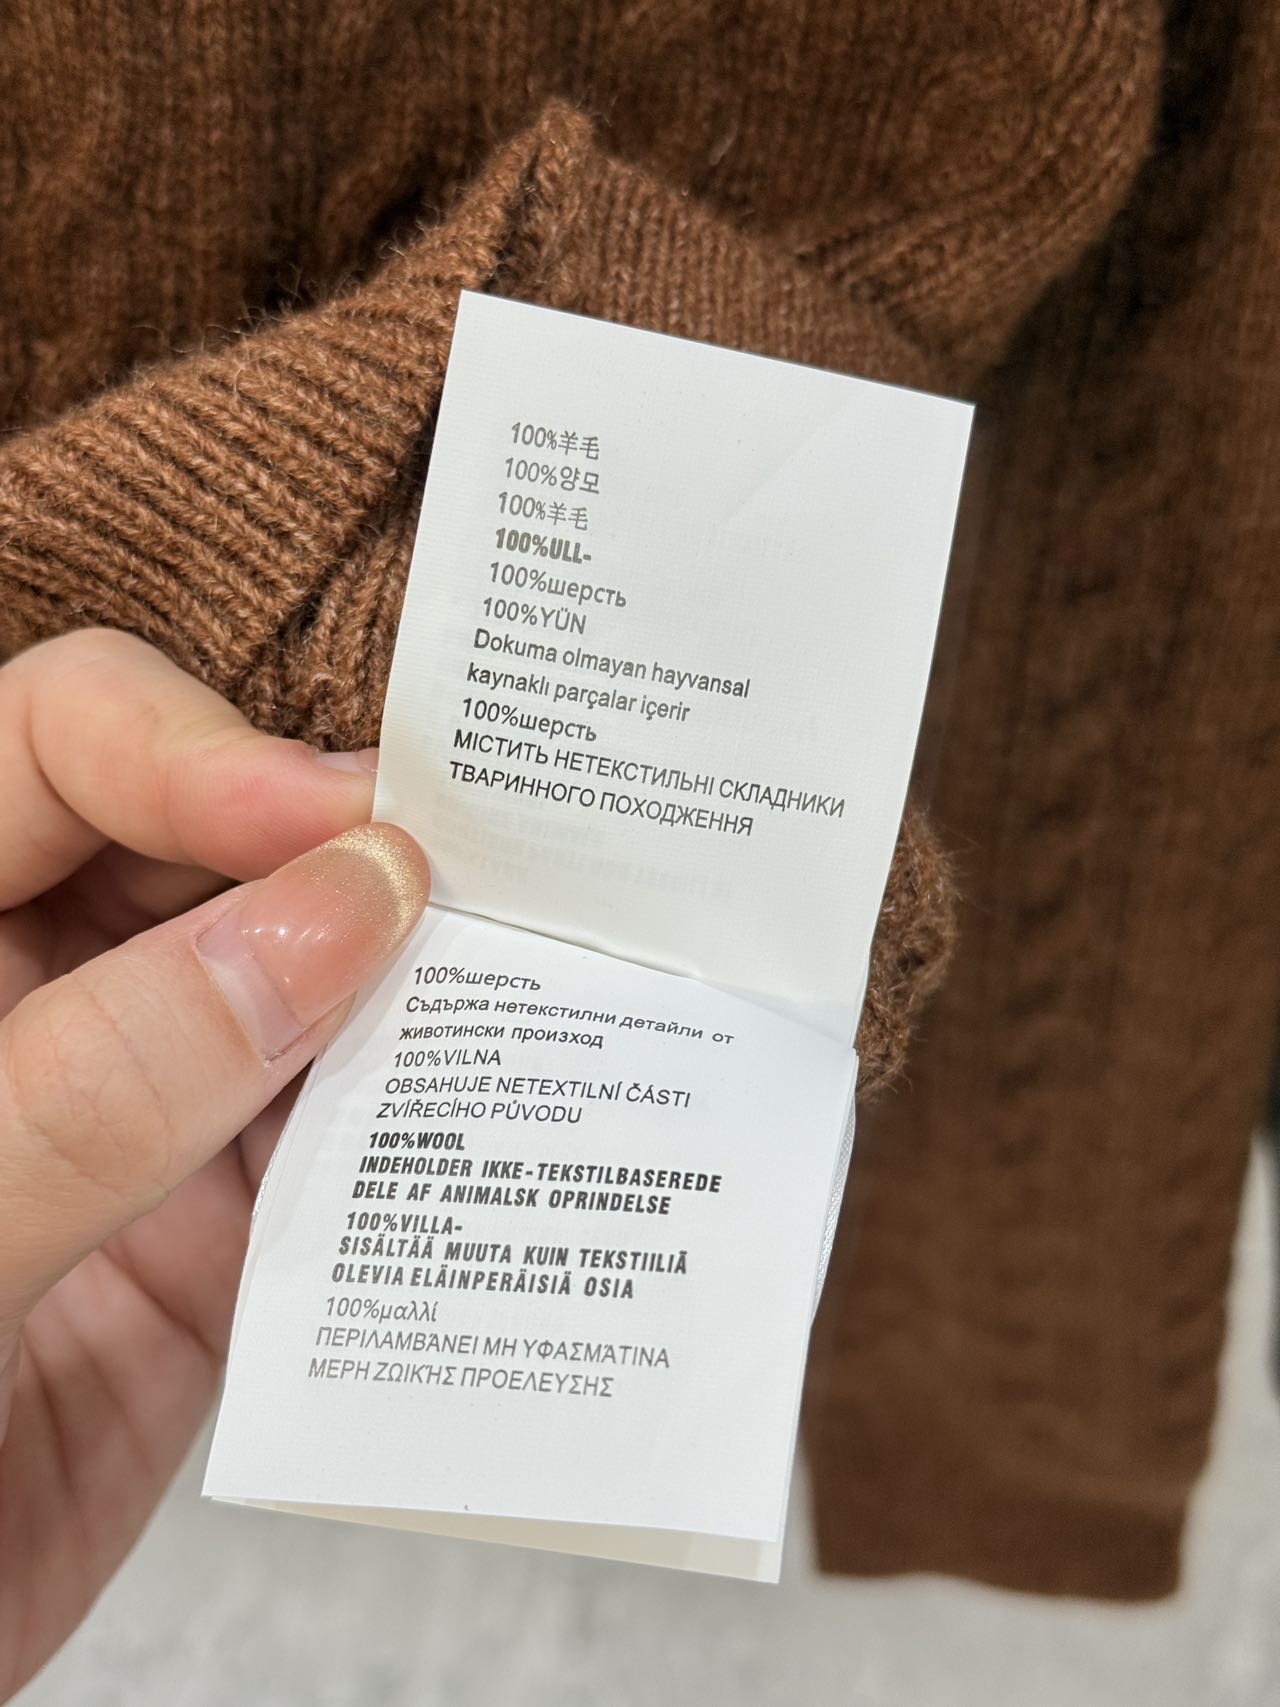 100%羊毛
100%양모
100%羊毛
100%ULL-
100%шерсть
100%YÜN
Dokuma olmayan hayvansal
kaynaklı parçalar içerir
100%шерсть
МІСТИТЬ НЕТЕКСТИЛЬНІ СКЛАДНИКИ
ТВАРИННОГО ПОХОДЖЕННЯ
100%шерсть
Съдържа нетекстилни детайли от
животински произход
100%VILNA
OBSAHUJE NETEXTILNÍ ČÁSTI
ZVÍŘECÍHO PŮVODU
100%WOOL
INDEHOLDER IKKE-TEKSTILBASEREDE
DELE AF ANIMALSK OPRINDELSE
100%VILLA-
SISÄLTÄÄ MUUTA KUIN TEKSTIILIÄ
OLEVIA ELÄINPERÄISIÄ OSIA
100%μαλλί
ΠΕΡΙΛΑΜΒΆΝΕΙ ΜΗ ΥΦΑΣΜΆΤΙΝΑ
ΜΕΡΗ ΖΩΙΚΉΣ ΠΡΟΕΛΕΥΣΗΣ